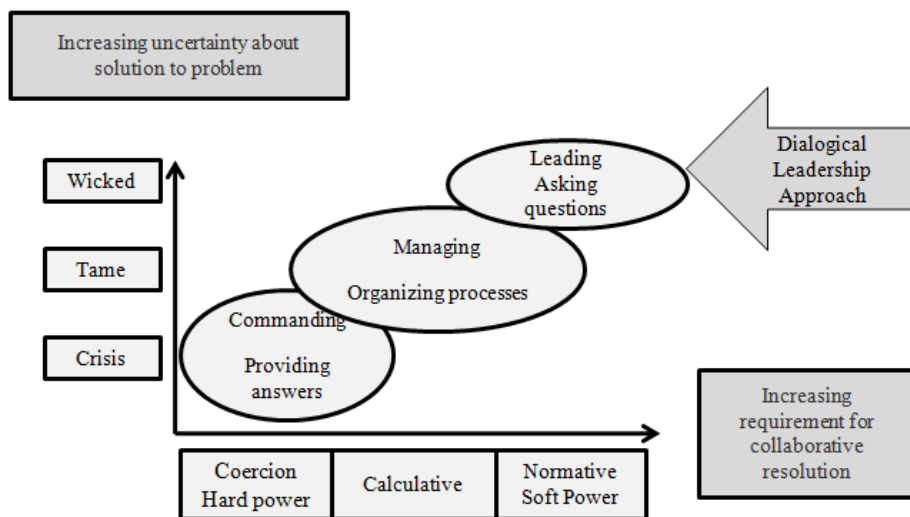 Increasing uncertainty about
solution to problem
Wicked
Tame
Crisis
Leading
Asking
questions
Managing
Organizing processes
Commanding
Providing
answers
Dialogical
Leadership
Approach
Increasing
requirement for
collaborative
resolution
Coercion
Hard power
Calculative
Normative
Soft Power